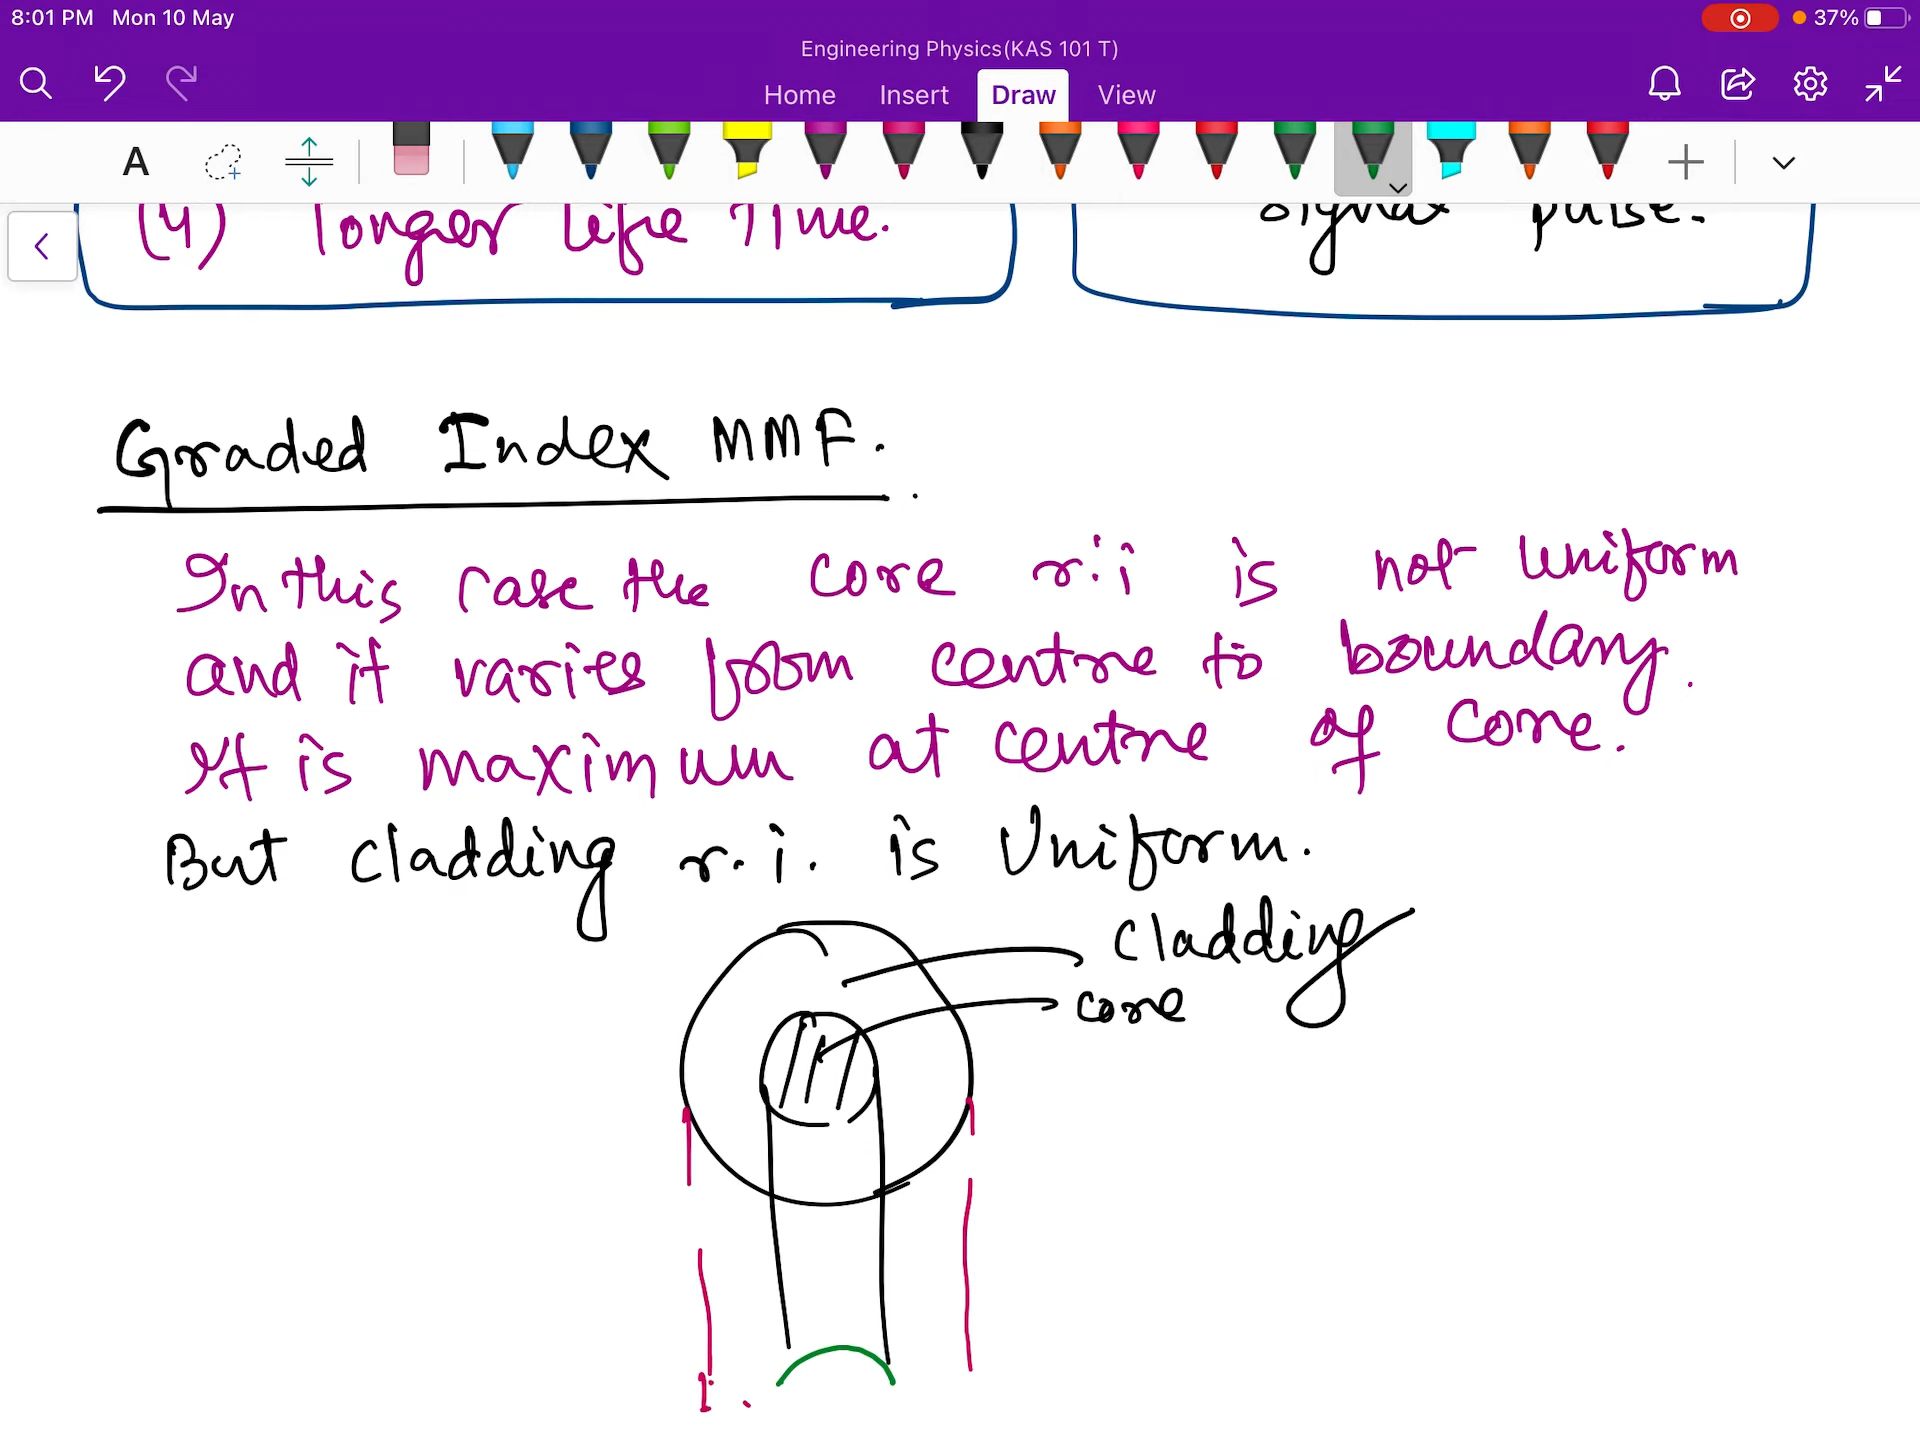 8:01 PM Mon 10 May
37%
Engineering Physics(KAS 101 T)
Home Insert Draw View
A
(4) longer life time.
signal pulse.
Graded Index MMF.
In this case the core r.i is not uniform
and it varies from centre to boundary.
It is maximum at centre of core.
But cladding r.i. is Uniform.
cladding
core